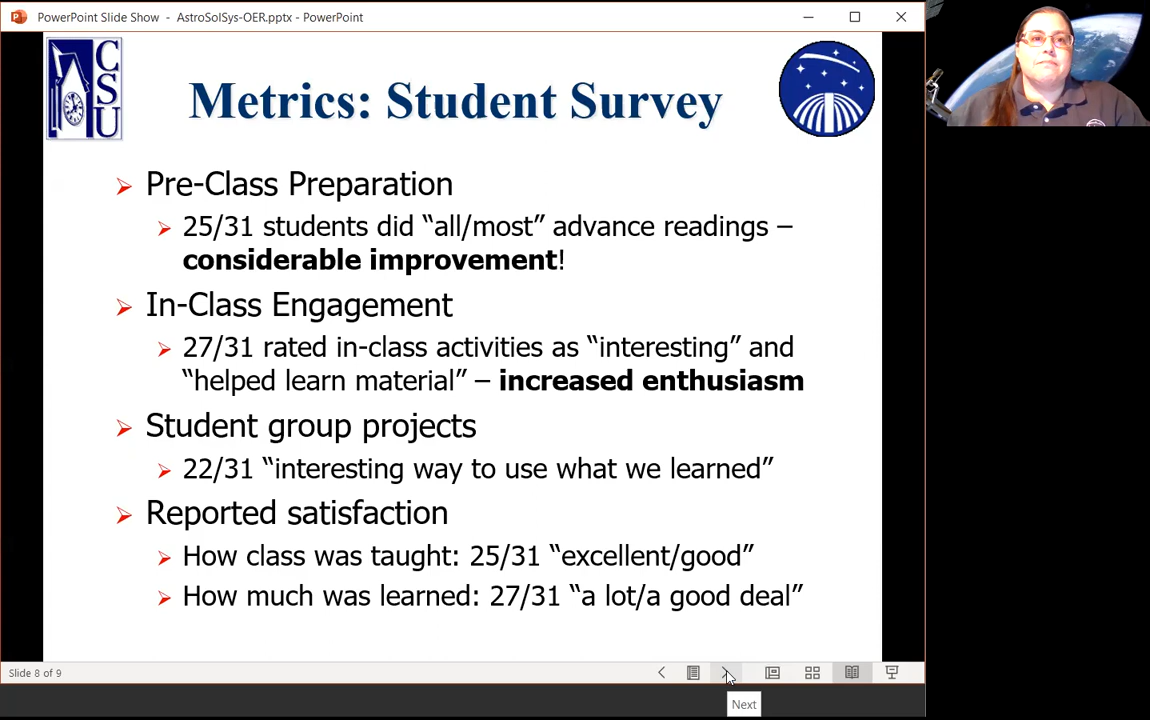 PowerPoint Slide Show - AstroSolSys-OER.pptx - PowerPoint
CSU
Metrics: Student Survey
Pre-Class Preparation
25/31 students did “all/most” advance readings –
considerable improvement!
In-Class Engagement
27/31 rated in-class activities as “interesting” and
“helped learn material” – increased enthusiasm
Student group projects
22/31 “interesting way to use what we learned”
Reported satisfaction
How class was taught: 25/31 “excellent/good”
How much was learned: 27/31 “a lot/a good deal”
Slide 8 of 9
Next